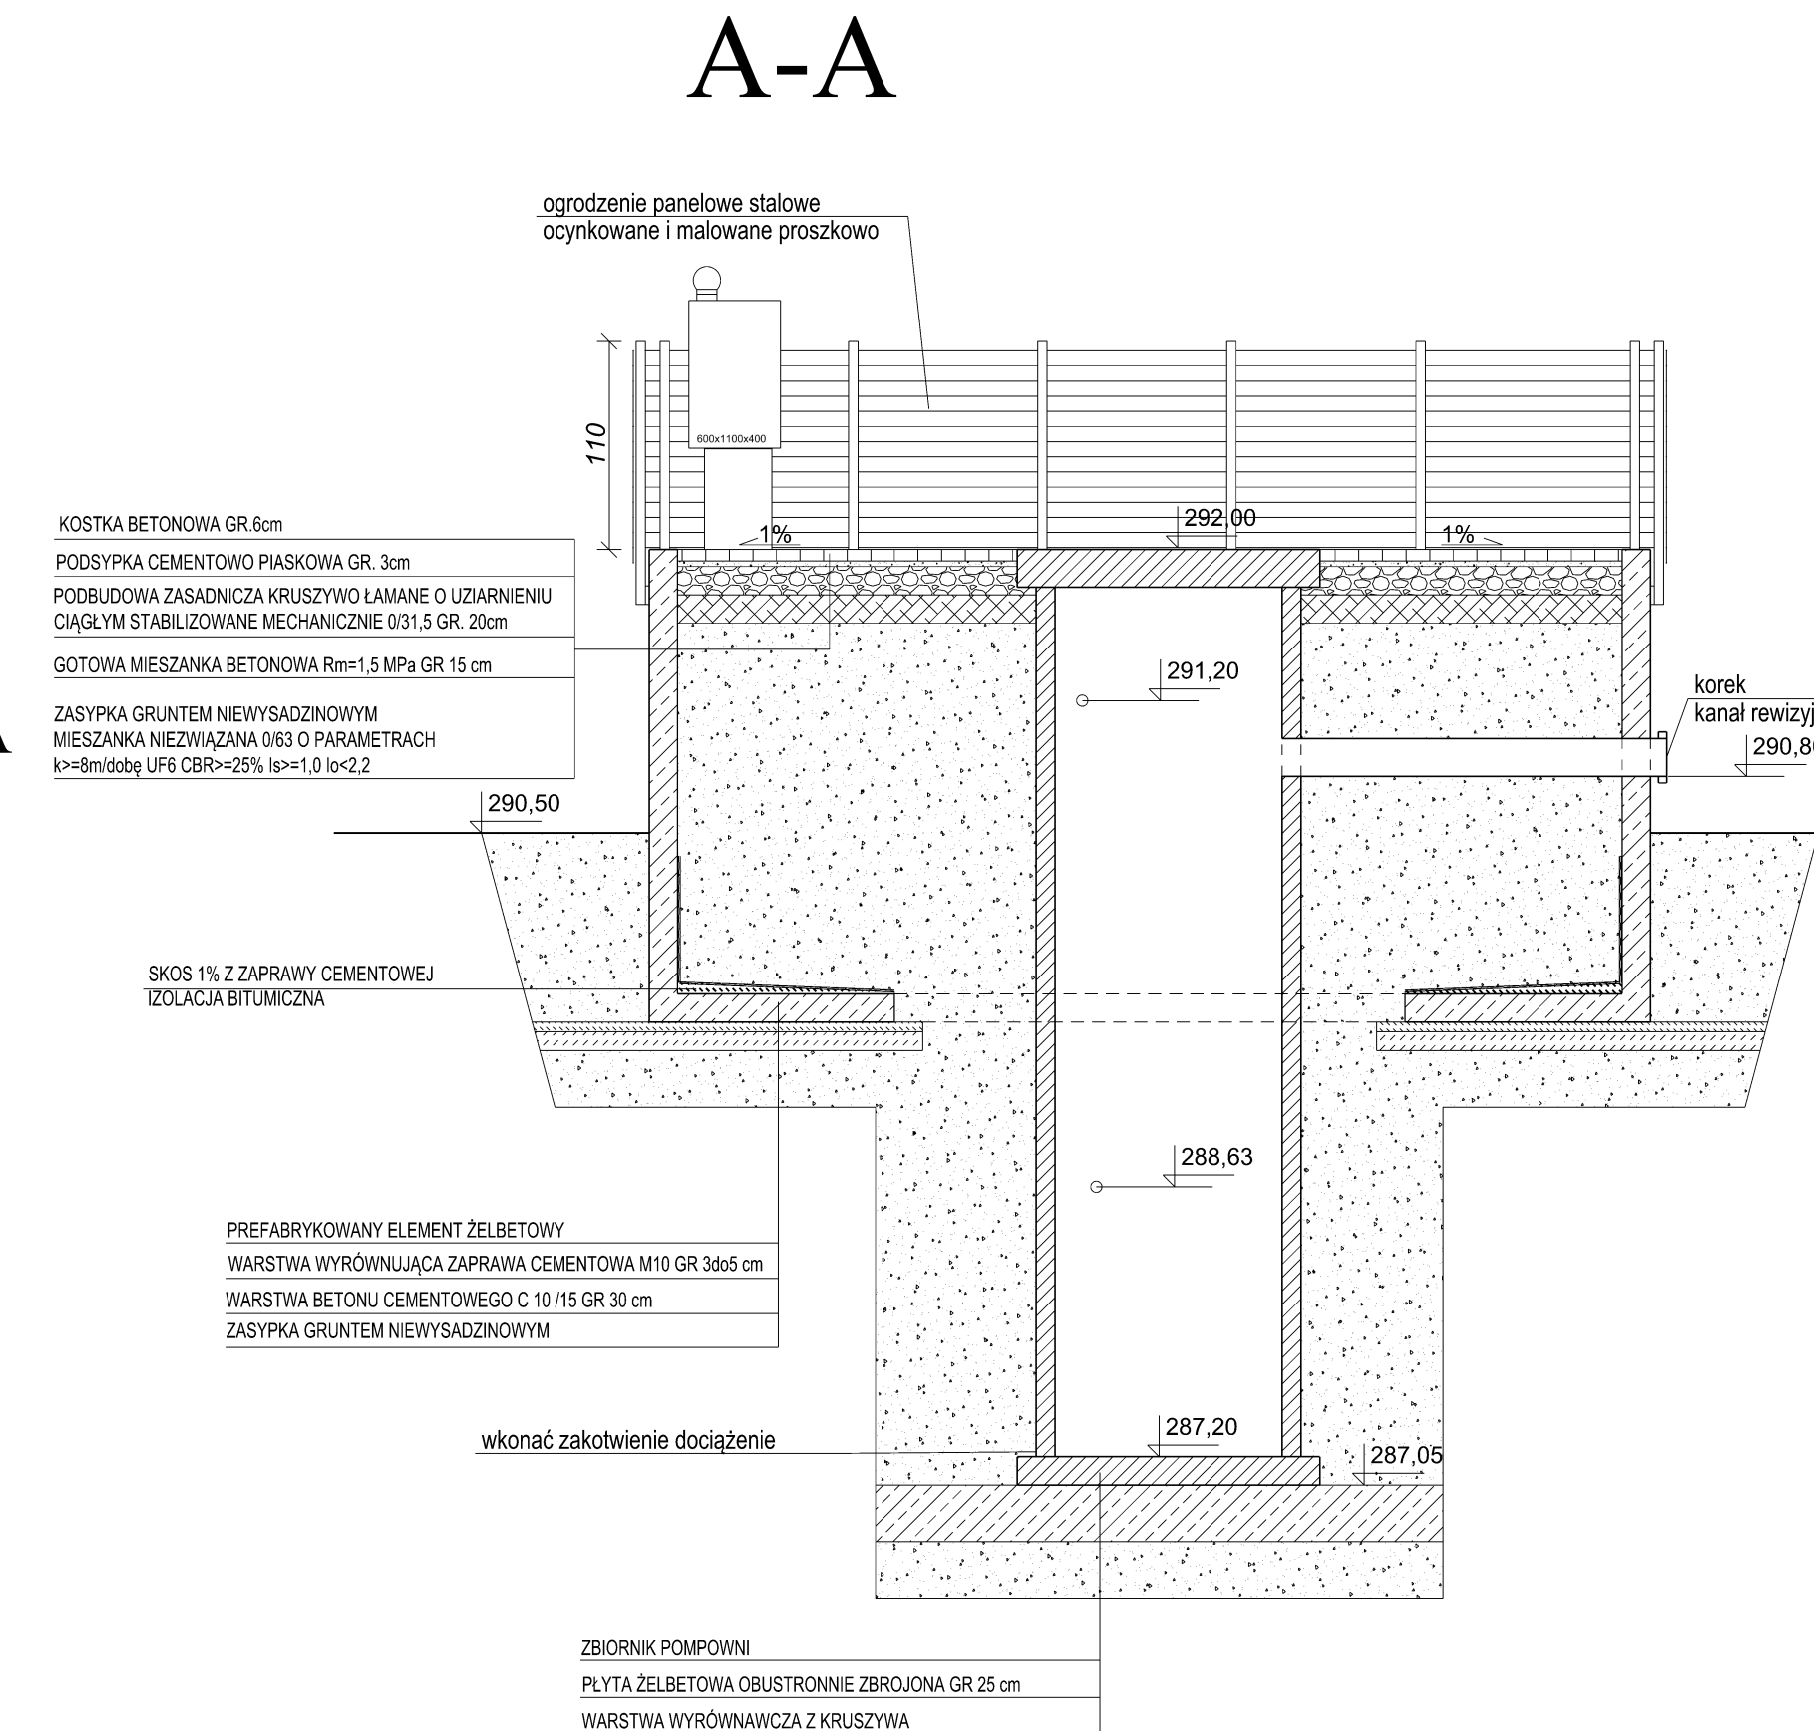 A-A
ogrodzenie panelowe stalowe
ocynkowane i malowane proszkowo
600x1100x400
110
292,00
1%
1%
KOSTKA BETONOWA GR.6cm
PODSYPKA CEMENTOWO PIASKOWA GR. 3cm
PODBUDOWA ZASADNICZA KRUSZYWO ŁAMANE O UZIARNIENIU
CIĄGŁYM STABILIZOWANE MECHANICZNIE 0/31,5 GR. 20cm
GOTOWA MIESZANKA BETONOWA Rm=1,5 MPa GR 15 cm
ZASYPKA GRUNTEM NIEWYSADZINOWYM
MIESZANKA NIEZWIĄZANA 0/63 O PARAMETRACH
k>=8m/dobę UF6 CBR>=25% Is>=1,0 Io<2,2
291,20
korek
kanał rewizyj
290,80
290,50
SKOS 1% Z ZAPRAWY CEMENTOWEJ
IZOLACJA BITUMICZNA
288,63
PREFABRYKOWANY ELEMENT ŻELBETOWY
WARSTWA WYRÓWNUJĄCA ZAPRAWA CEMENTOWA M10 GR 3do5 cm
WARSTWA BETONU CEMENTOWEGO C 10 /15 GR 30 cm
ZASYPKA GRUNTEM NIEWYSADZINOWYM
287,20
wkonać zakotwienie dociążenie
287,05
ZBIORNIK POMPOWNI
PŁYTA ŻELBETOWA OBUSTRONNIE ZBROJONA GR 25 cm
WARSTWA WYRÓWNAWCZA Z KRUSZYWA